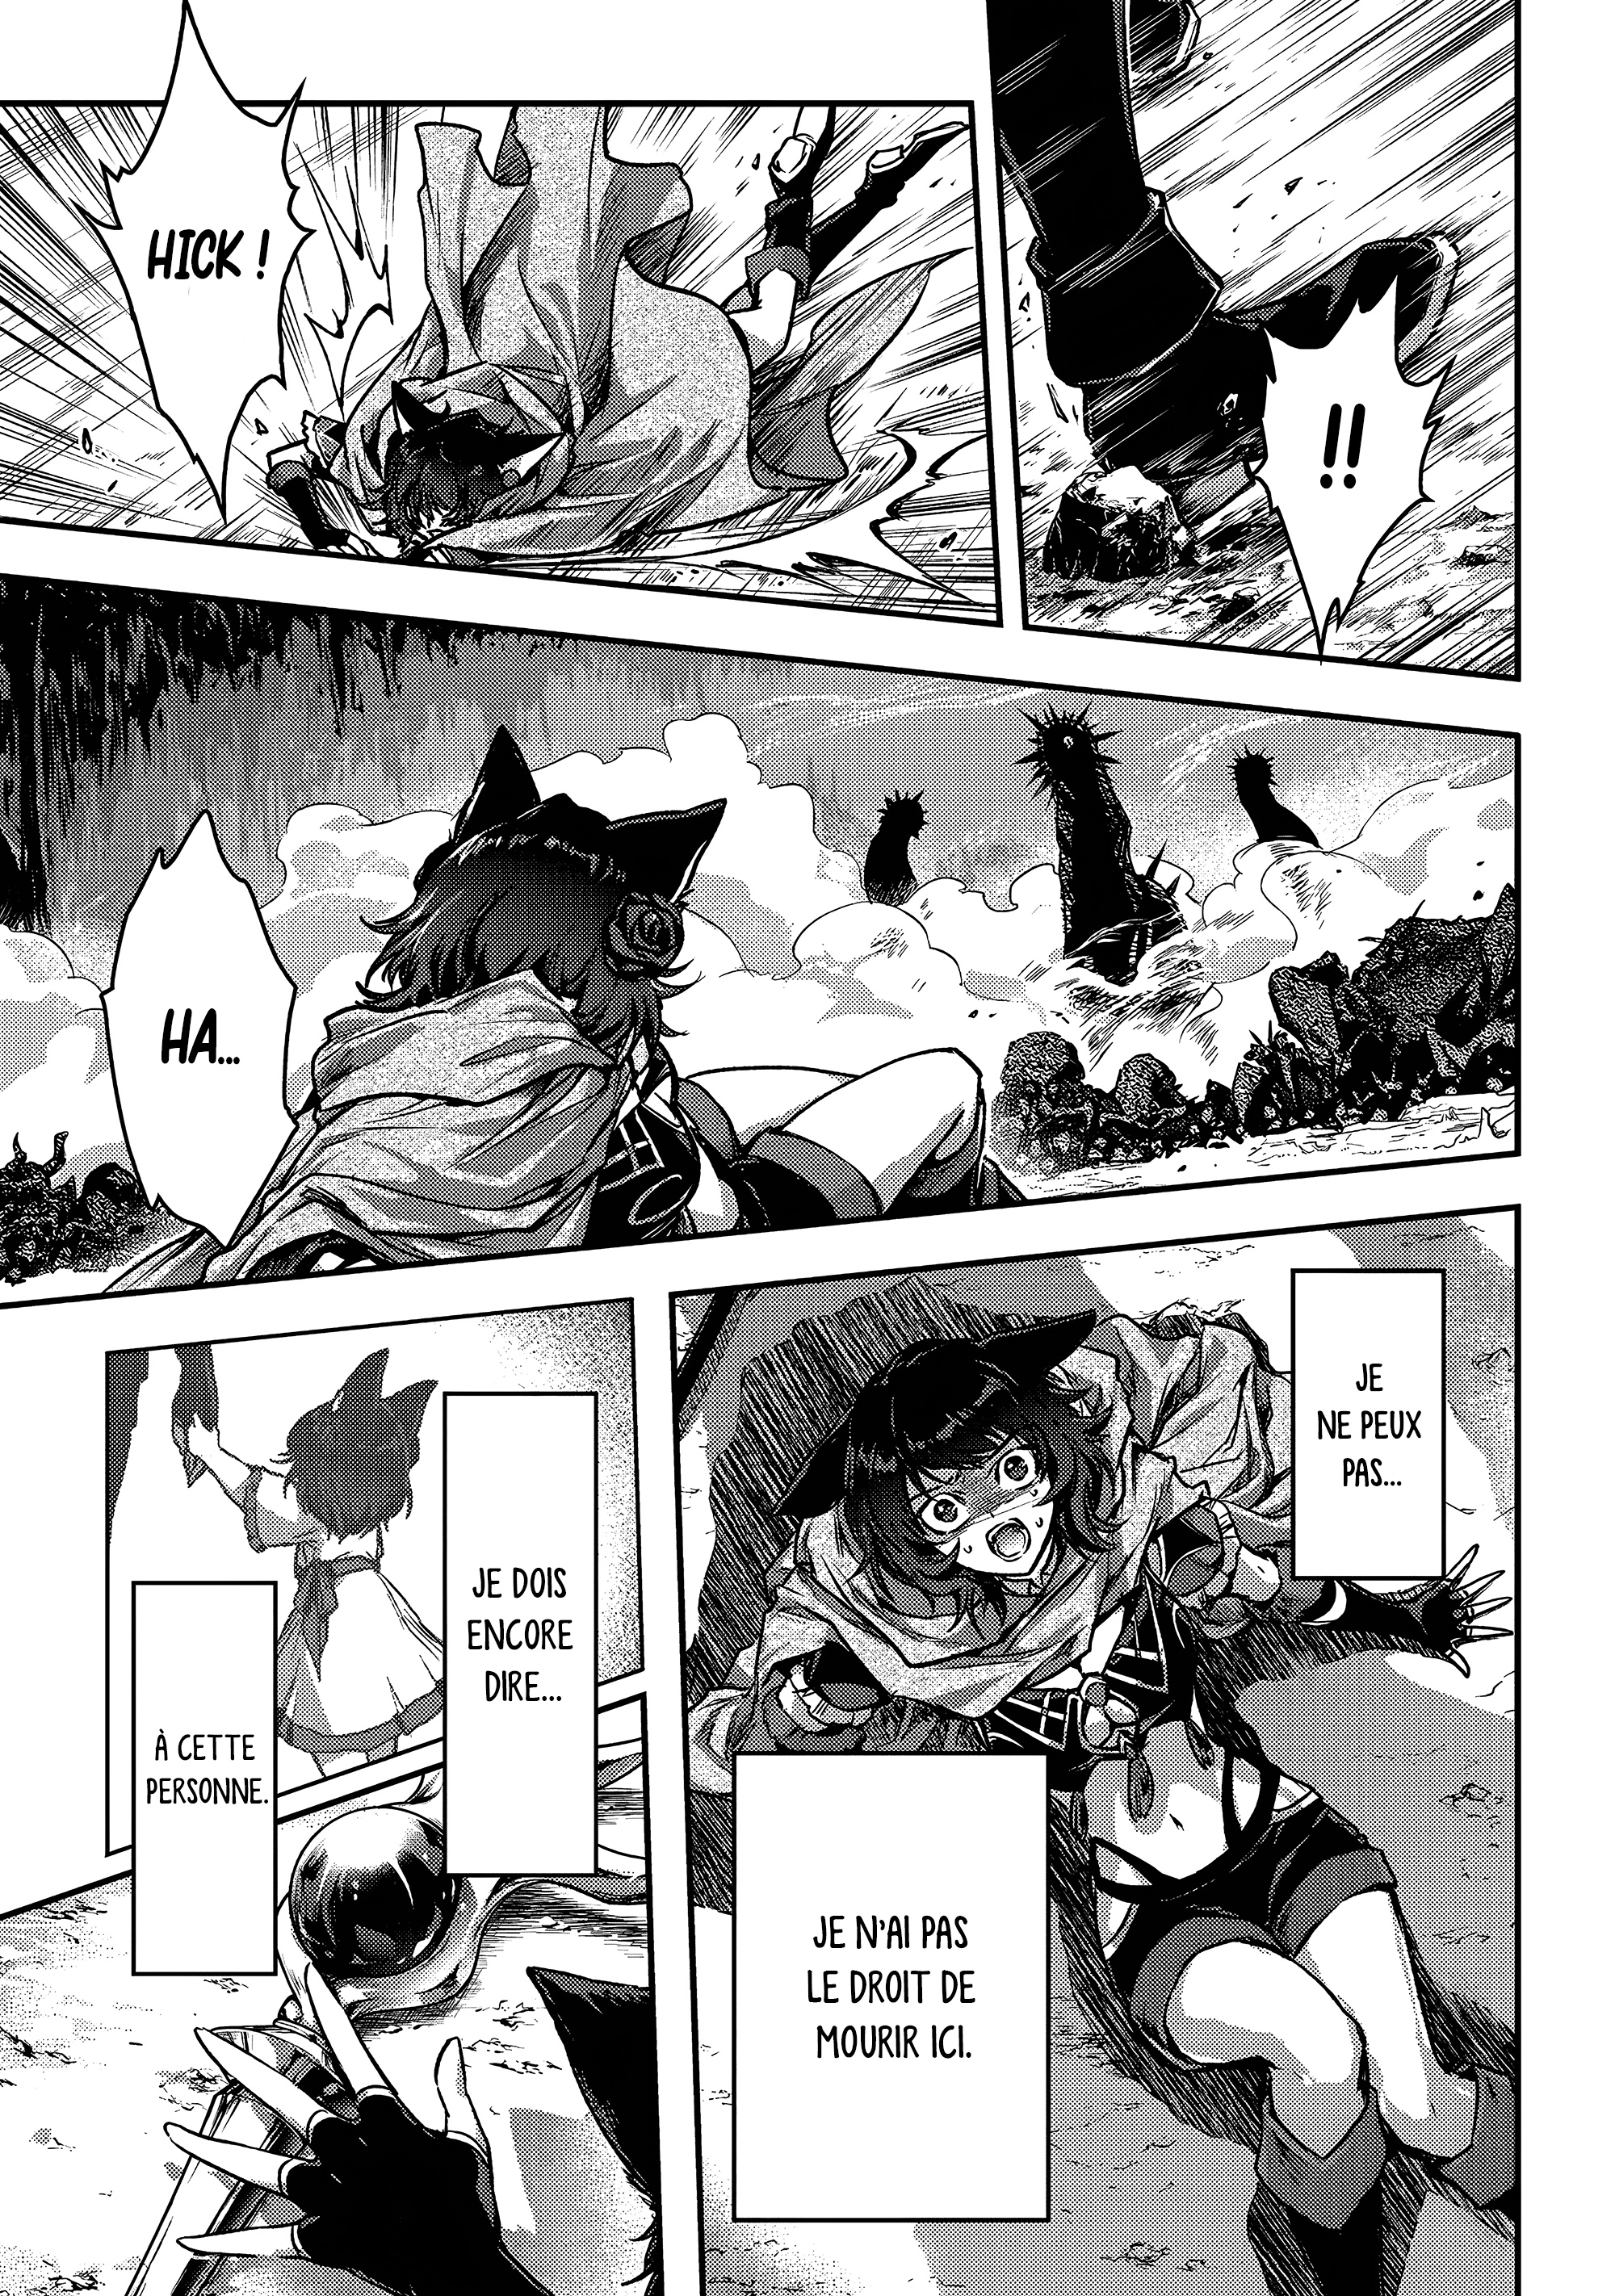 !!
HICK !
HA...
JE
NE PEUX
PAS...
JE N'AI PAS
LE DROIT DE
MOURIR ICI.
JE DOIS
ENCORE
DIRE...
À CETTE
PERSONNE.